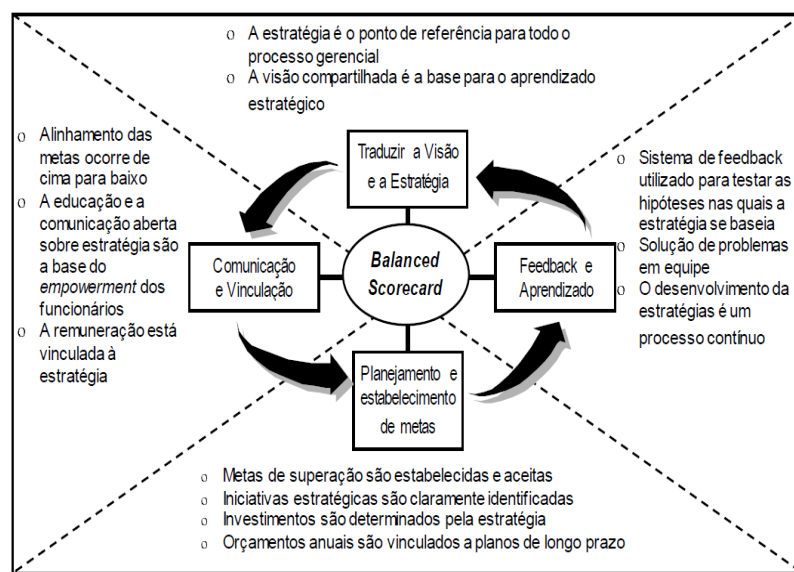 o A estratégia é o ponto de referência para todo o
processo gerencial
o A visão compartilhada é a base para o aprendizado
estratégico
o Alinhamento das
metas ocorre de
cima para baixo
o A educação e a
comunicação aberta
sobre estratégia são
a base do
empowerment dos
funcionários
o A remuneração está
vinculada à
estratégia
Traduzir a Visão
e a Estratégia
Comunicação
e Vinculação
Balanced
Scorecard
Feedback e
Aprendizado
Planejamento e
estabelecimento
de metas
o Sistema de feedback
utilizado para testar as
hipóteses nas quais a
estratégia se baseia
o Solução de problemas
em equipe
o O desenvolvimento da
estratégias é um
processo contínuo
o Metas de superação são estabelecidas e aceitas
o Iniciativas estratégicas são claramente identificadas
o Investimentos são determinados pela estratégia
o Orçamentos anuais são vinculados a planos de longo prazo